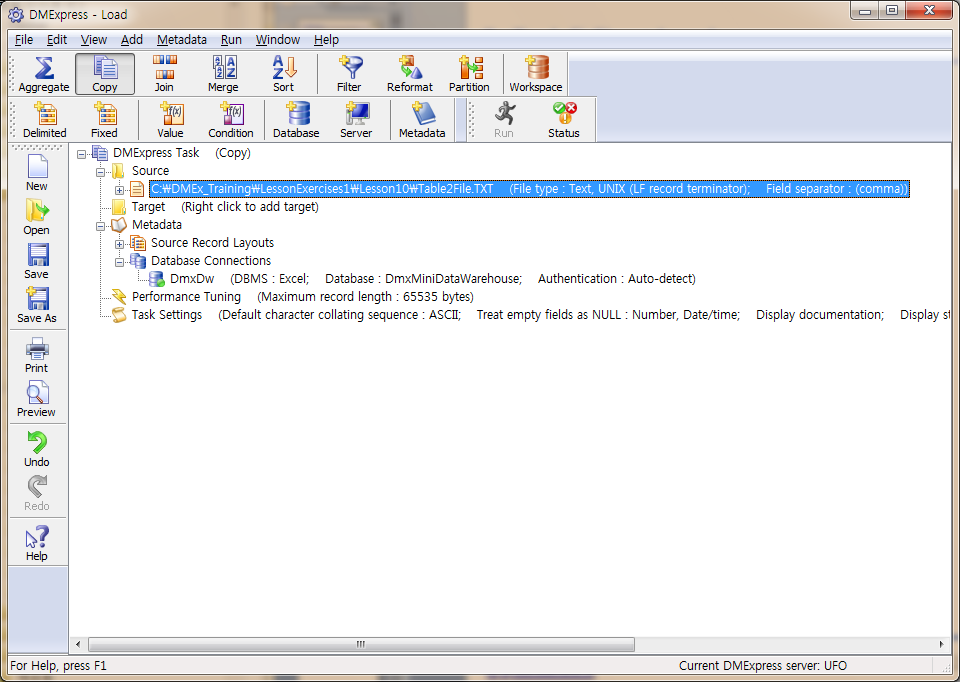 DMExpress - Load
File Edit View Add Metadata Run Window Help
Aggregate Copy Join Merge Sort Filter Reformat Partition Workspace
Delimited Fixed Value Condition Database Server Metadata Run Status
New
Open
Save
Save As
Print
Preview
Undo
Redo
Help
DMExpress Task (Copy)
Source
C:₩DMEx_Training₩LessonExercises1₩Lesson10₩Table2File.TXT (File type : Text, UNIX (LF record terminator); Field separator : (comma))
Target (Right click to add target)
Metadata
Source Record Layouts
Database Connections
DmxDw (DBMS : Excel; Database : DmxMiniDataWarehouse; Authentication : Auto-detect)
Performance Tuning (Maximum record length : 65535 bytes)
Task Settings (Default character collating sequence : ASCII; Treat empty fields as NULL : Number, Date/time; Display documentation; Display st
For Help, press F1
Current DMExpress server: UFO